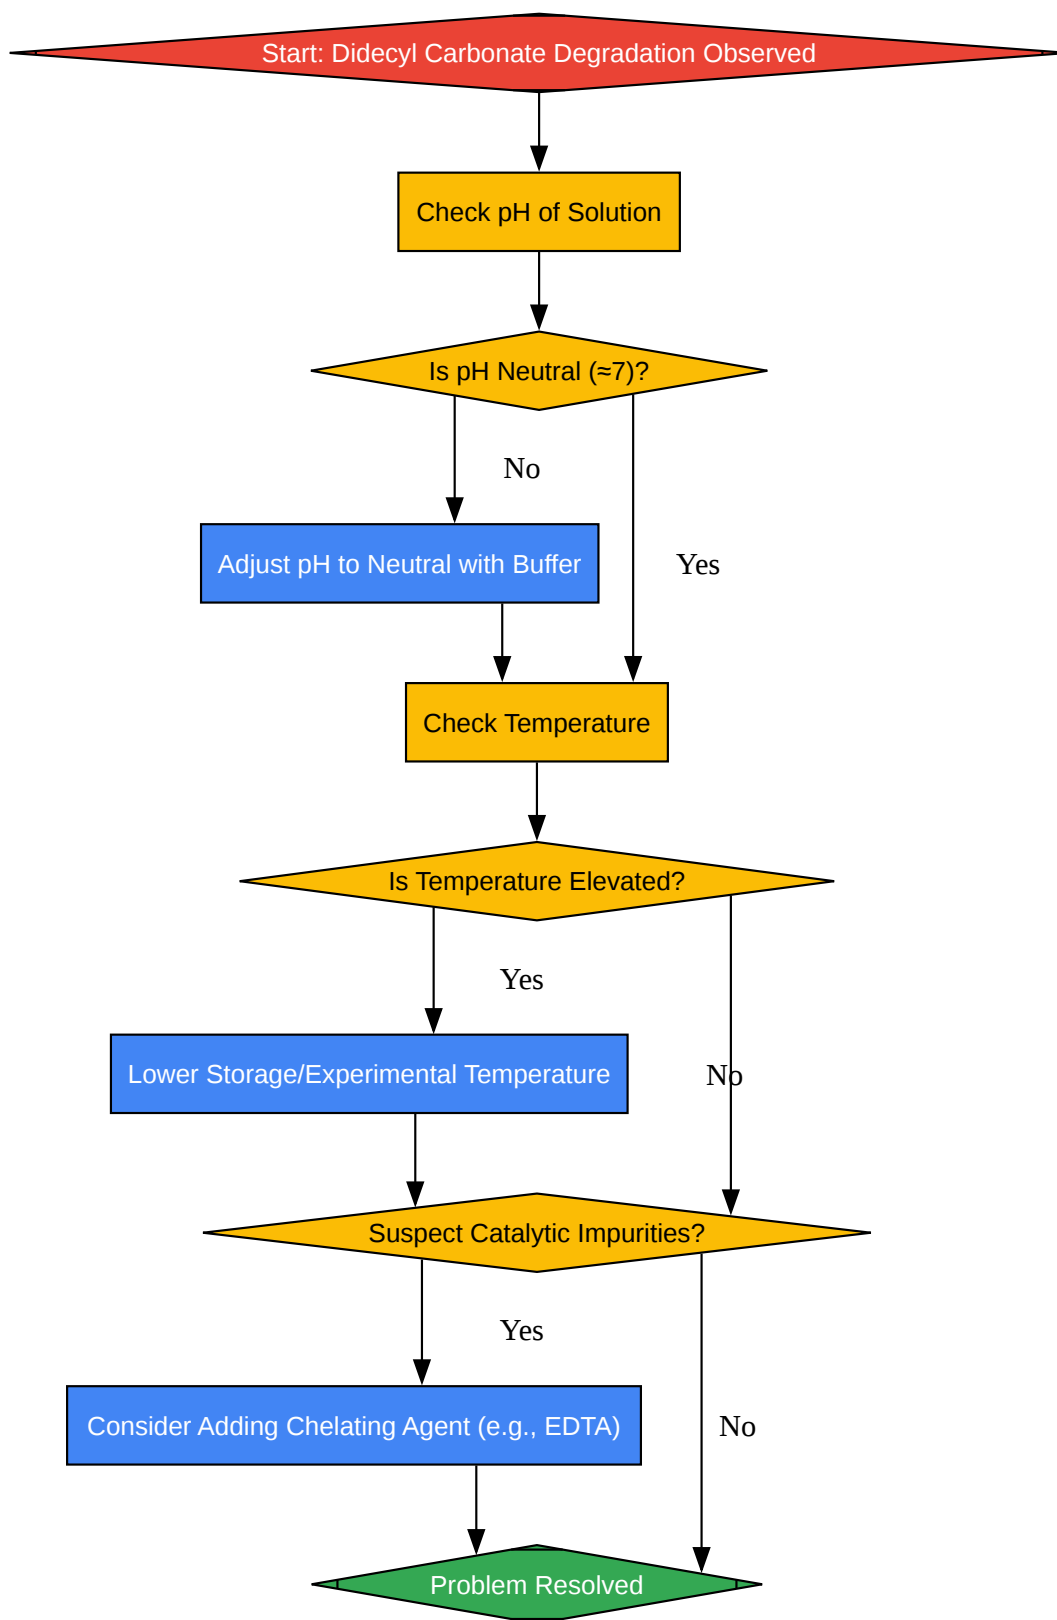 Start: Didecyl Carbonate Degradation Observed
Check pH of Solution
Is pH Neutral (≈7)?
No
Adjust pH to Neutral with Buffer
Yes
Check Temperature
Is Temperature Elevated?
Yes
Lower Storage/Experimental Temperature
No
Suspect Catalytic Impurities?
Yes
Consider Adding Chelating Agent (e.g., EDTA)
No
Problem Resolved